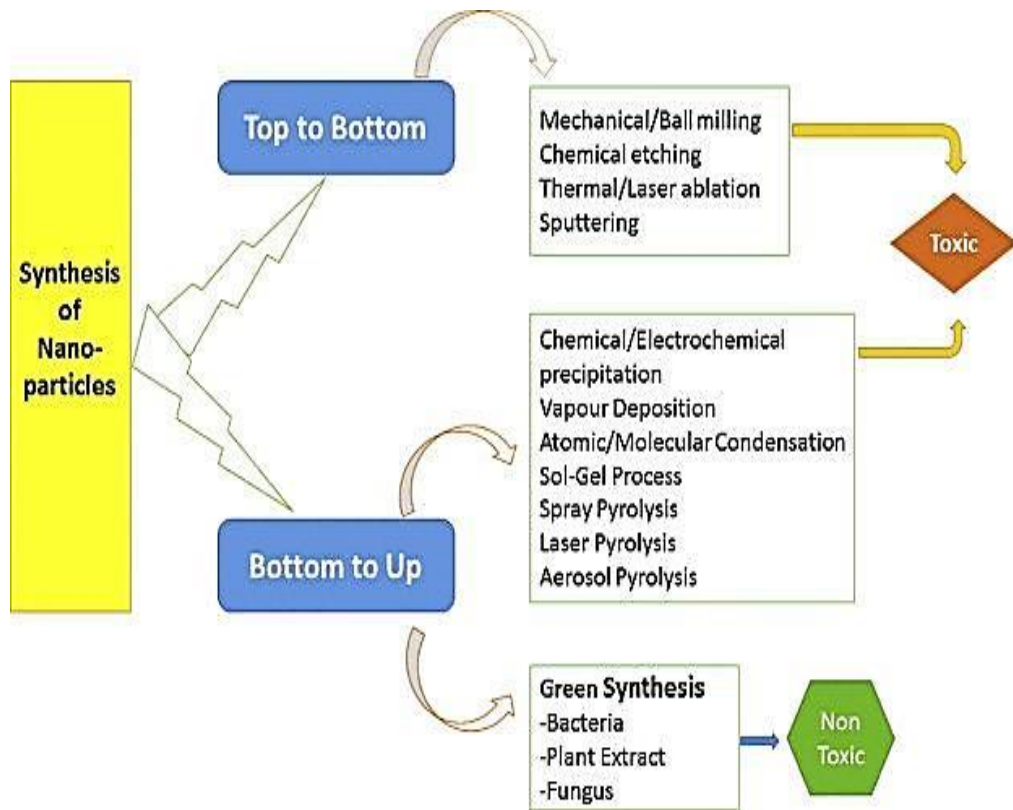 Synthesis
of
Nano-
particles
Top to Bottom
Mechanical/Ball milling
Chemical etching
Thermal/Laser ablation
Sputtering
Toxic
Chemical/Electrochemical
precipitation
Vapour Deposition
Atomic/Molecular Condensation
Sol-Gel Process
Spray Pyrolysis
Laser Pyrolysis
Aerosol Pyrolysis
Bottom to Up
Green Synthesis
-Bacteria
-Plant Extract
-Fungus
Non
Toxic